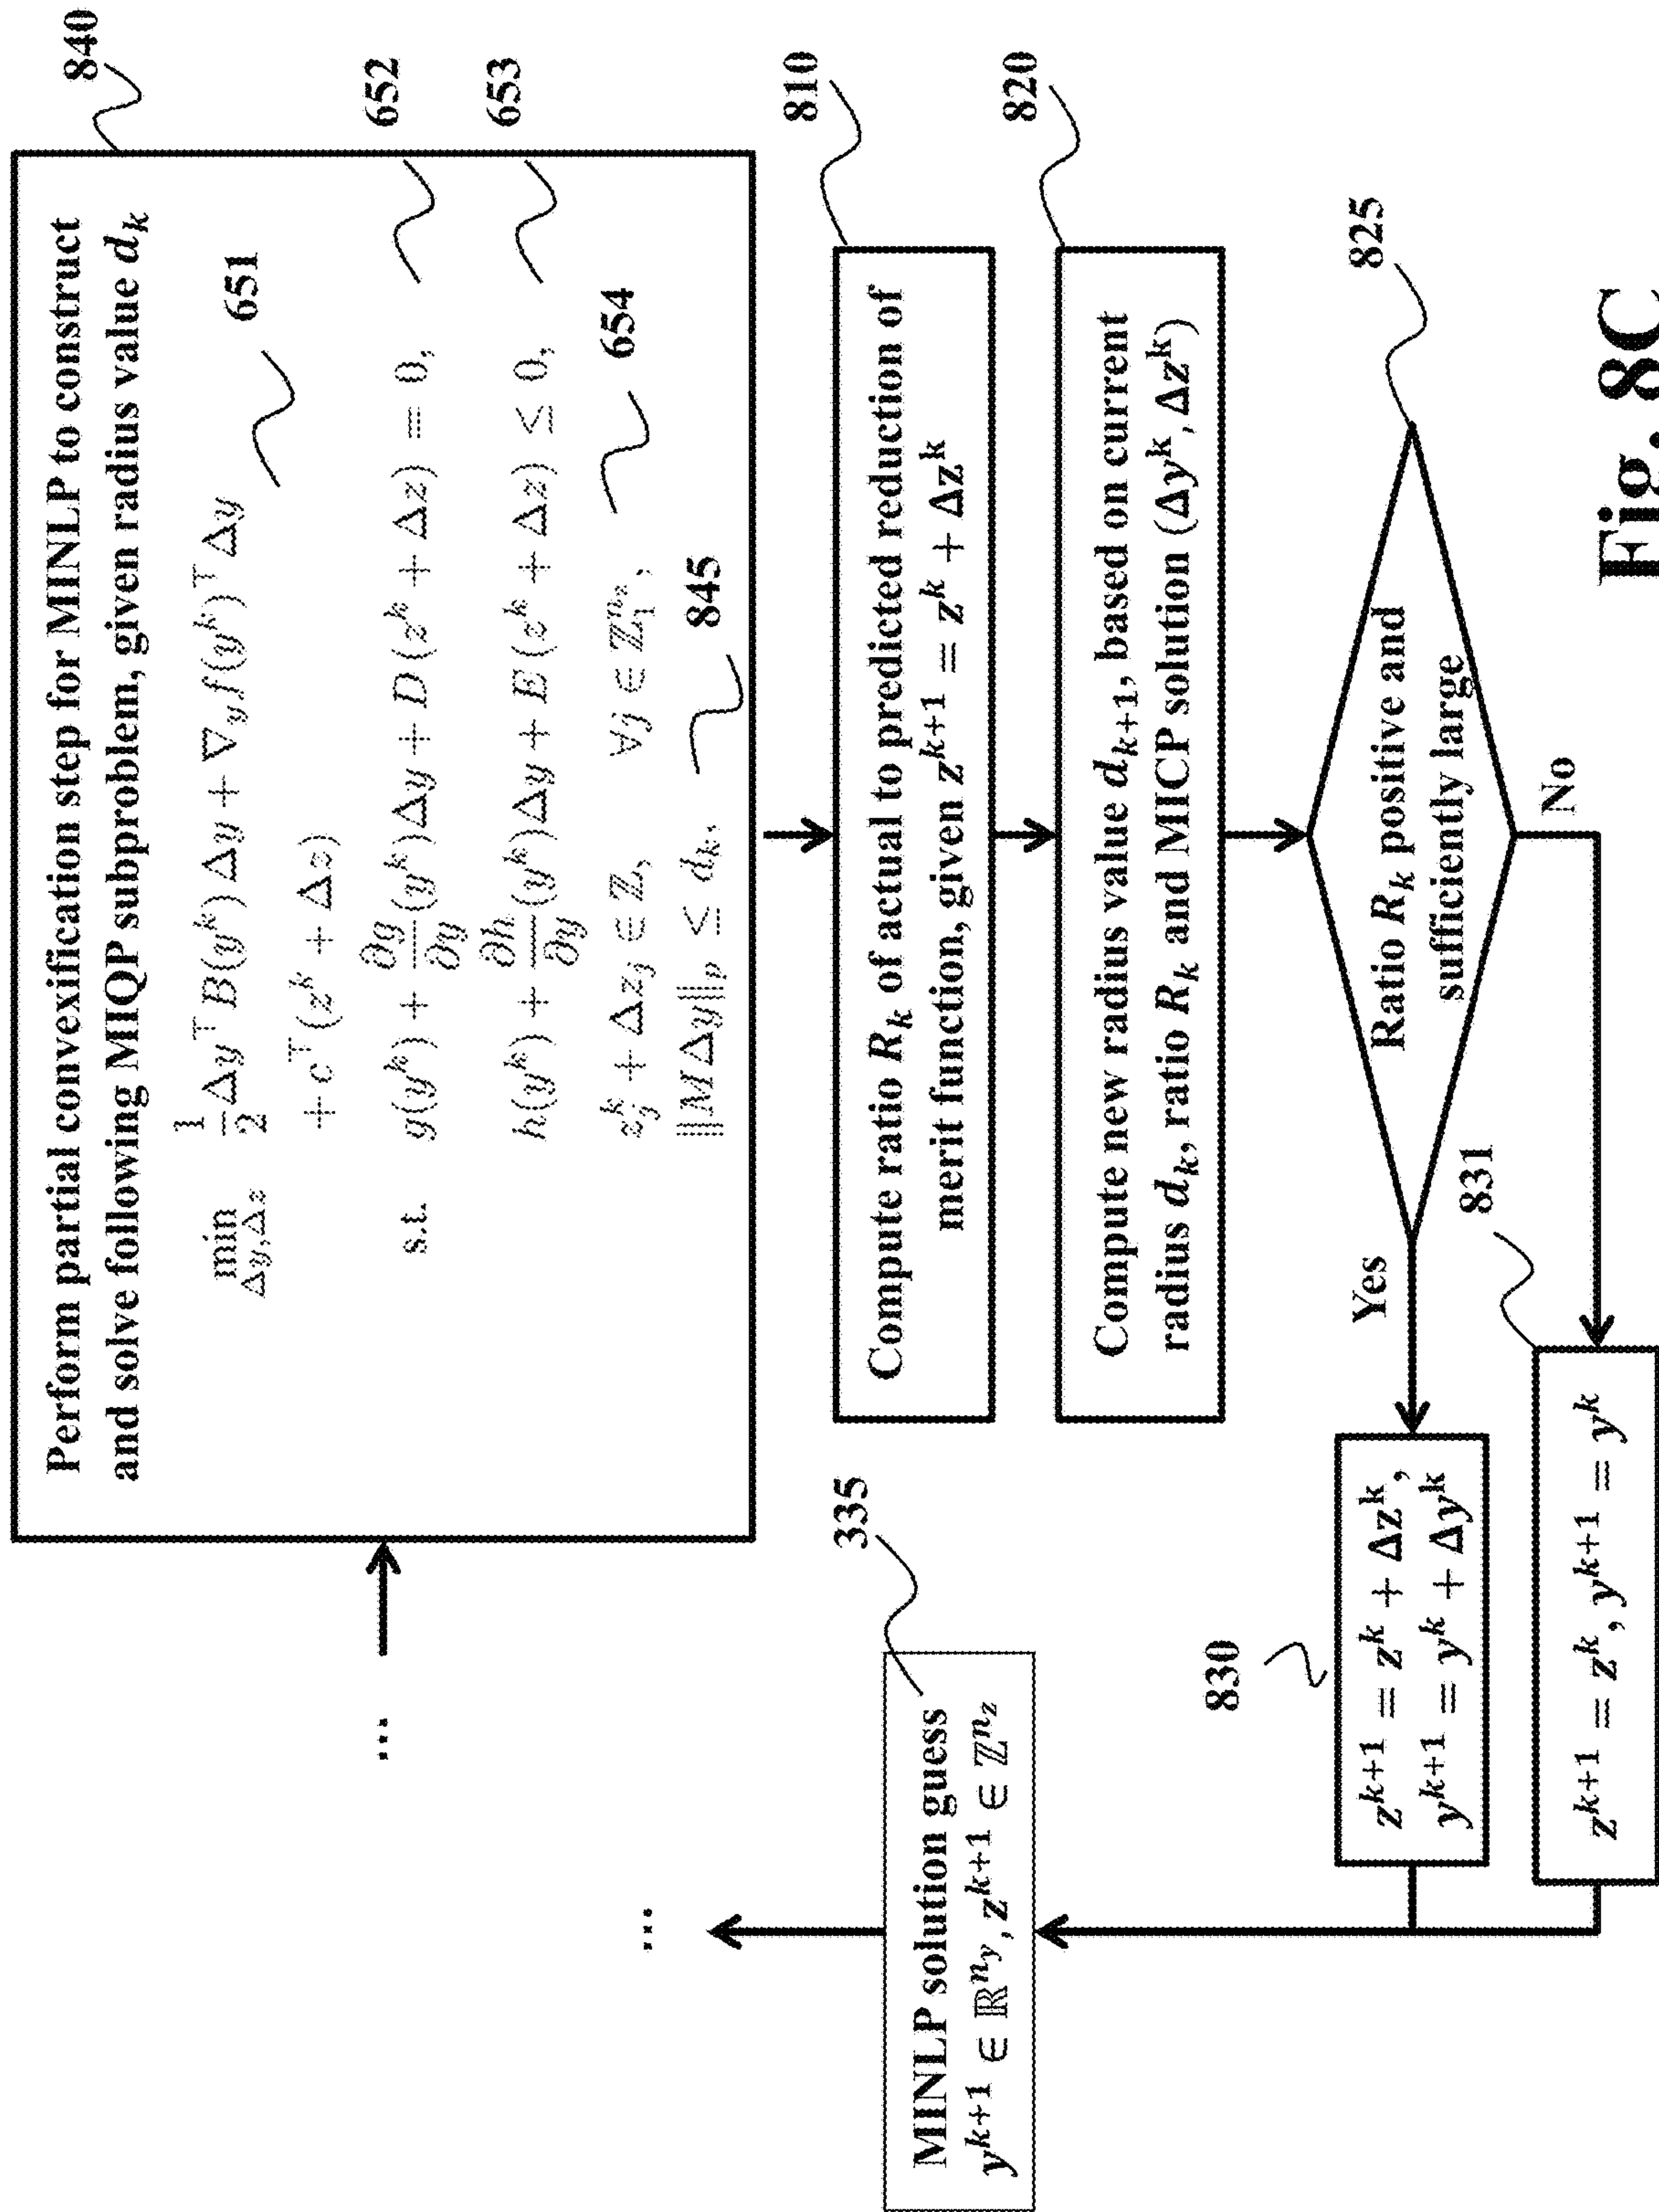 840
Perform partial convexification step for MINLP to construct
and solve following MIQP subproblem, given radius value d_k
min_{Δy,Δz} 1/2 Δy^⊤ B(y^k) Δy + ∇_y f(y^k)^⊤ Δy
651
+ c^⊤ (z^k + Δz)
s.t. g(y^k) + ∂g/∂y (y^k)Δy + D(z^k + Δz) = 0,
652
h(y^k) + ∂h/∂y (y^k)Δy + E(z^k + Δz) ≤ 0,
653
z_j^k + Δz_j ∈ ℤ, ∀j ∈ ℤ_1^{n_z},
654
‖MΔy‖_p ≤ d_k,
845
...
810
Compute ratio R_k of actual to predicted reduction of
merit function, given z^{k+1} = z^k + Δz^k
820
Compute new radius value d_{k+1}, based on current
radius d_k, ratio R_k and MICP solution (Δy^k, Δz^k)
825
Ratio R_k positive and
sufficiently large
Yes
No
830
z^{k+1} = z^k + Δz^k,
y^{k+1} = y^k + Δy^k
831
z^{k+1} = z^k, y^{k+1} = y^k
335
MINLP solution guess
y^{k+1} ∈ ℝ^{n_y}, z^{k+1} ∈ ℤ^{n_z}
...
Fig. 8C